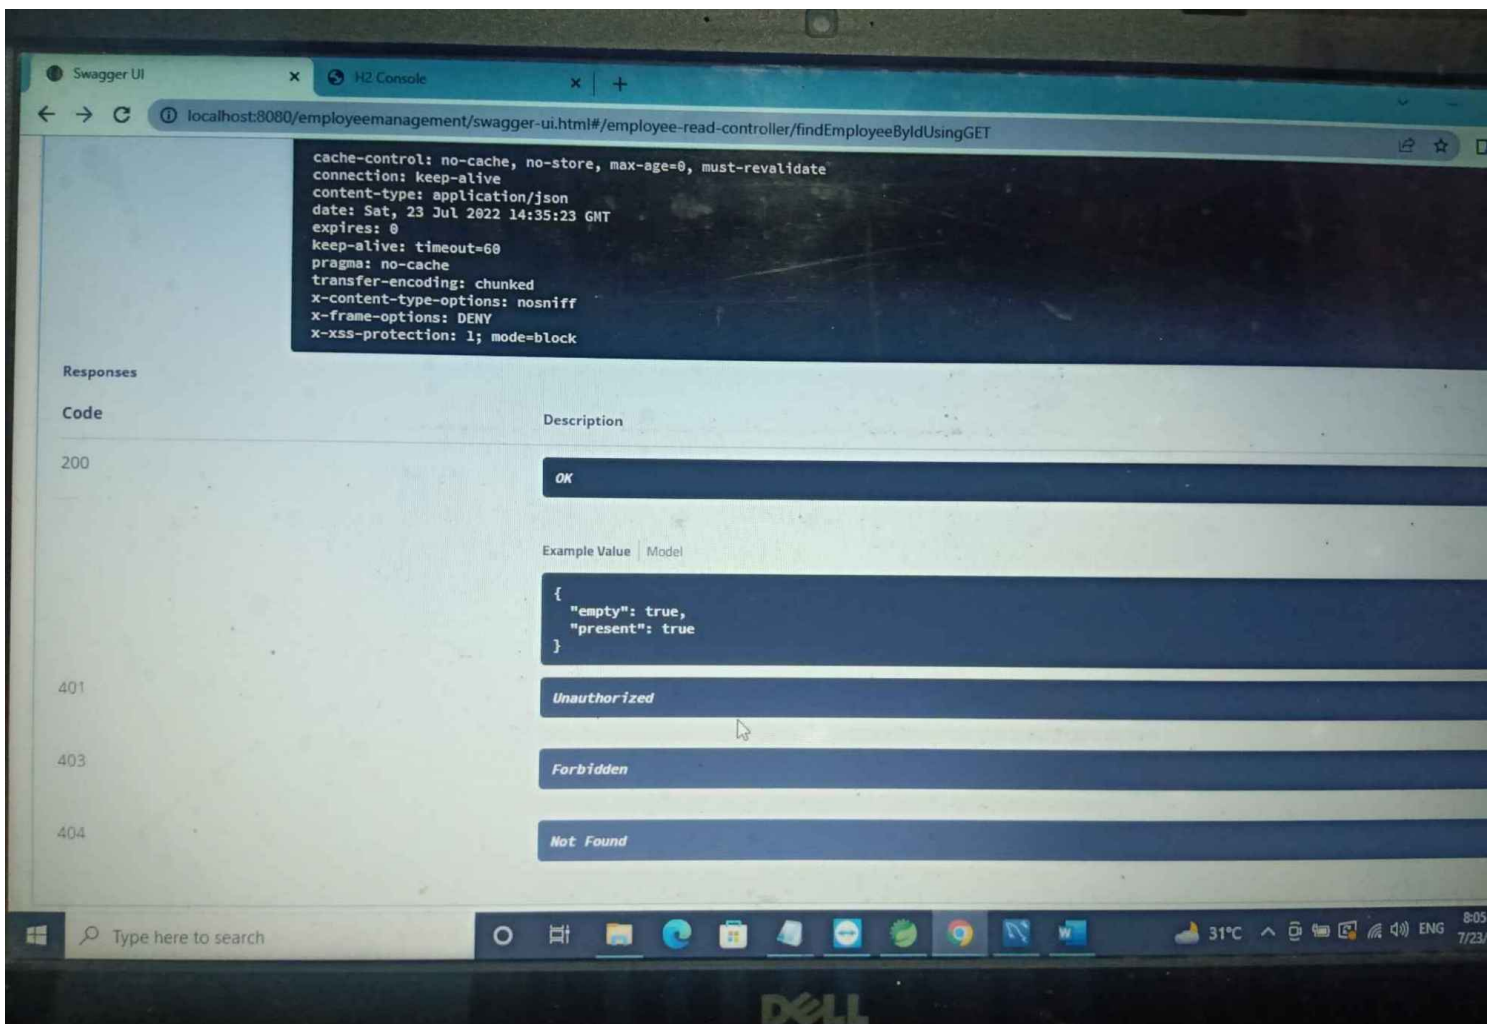 Swagger UI
H2 Console
localhost:8080/employeemanagement/swagger-ui.html#/employee-read-controller/findEmployeeByIdUsingGET
cache-control: no-cache, no-store, max-age=0, must-revalidate
connection: keep-alive
content-type: application/json
date: Sat, 23 Jul 2022 14:35:23 GMT
expires: 0
keep-alive: timeout=60
pragma: no-cache
transfer-encoding: chunked
x-content-type-options: nosniff
x-frame-options: DENY
x-xss-protection: 1; mode=block
Responses
Code
Description
200
OK
Example Value
Model
{
"empty": true,
"present": true
}
401
Unauthorized
403
Forbidden
404
Not Found
Type here to search
31°C
ENG
8:05
7/23/
DELL